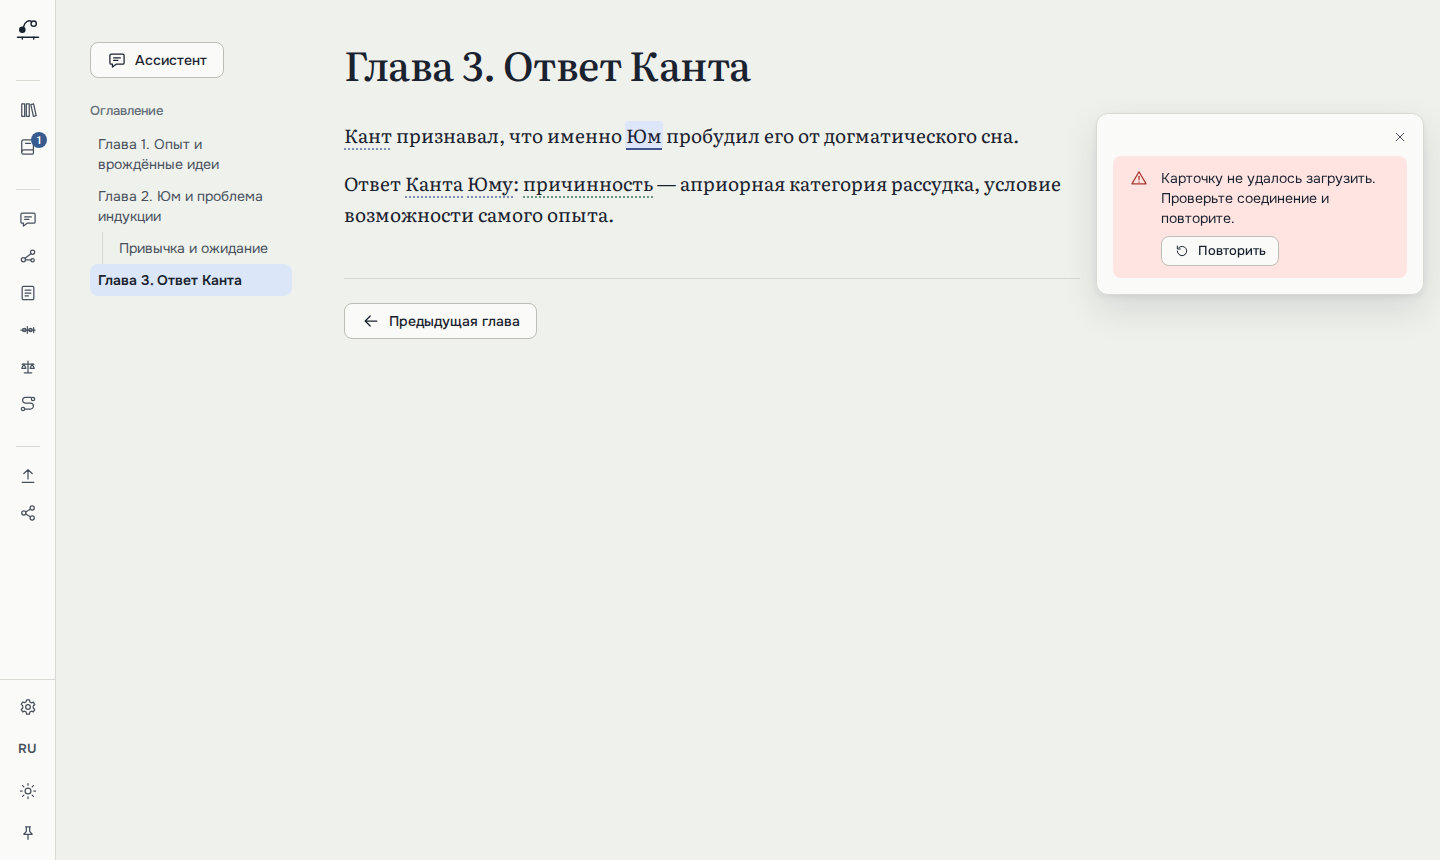 Ассистент
Оглавление
Глава 1. Опыт и
врождённые идеи
Глава 2. Юм и проблема
индукции
Привычка и ожидание
Глава 3. Ответ Канта
Глава 3. Ответ Канта
Кант признавал, что именно Юм пробудил его от догматического сна.
Ответ Канта Юму: причинность — априорная категория рассудка, условие
возможности самого опыта.
Предыдущая глава
Карточку не удалось загрузить.
Проверьте соединение и
повторите.
Повторить
1
RU